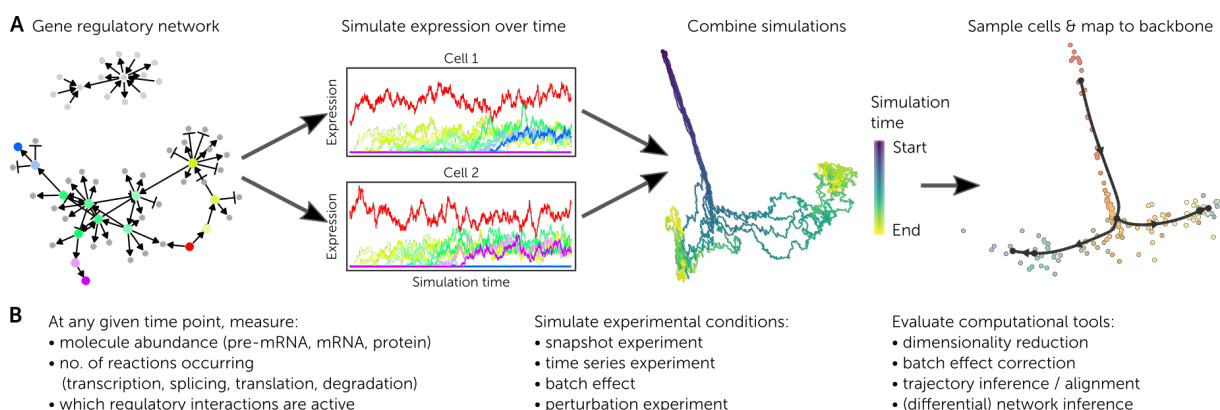 A Gene regulatory network
Simulate expression over time
Combine simulations
Sample cells & map to backbone
Cell 1
Expression
Cell 2
Expression
Simulation time
Simulation
time
Start
End
B
At any given time point, measure:
• molecule abundance (pre-mRNA, mRNA, protein)
• no. of reactions occurring
(transcription, splicing, translation, degradation)
• which regulatory interactions are active
Simulate experimental conditions:
• snapshot experiment
• time series experiment
• batch effect
• perturbation experiment
Evaluate computational tools:
• dimensionality reduction
• batch effect correction
• trajectory inference / alignment
• (differential) network inference